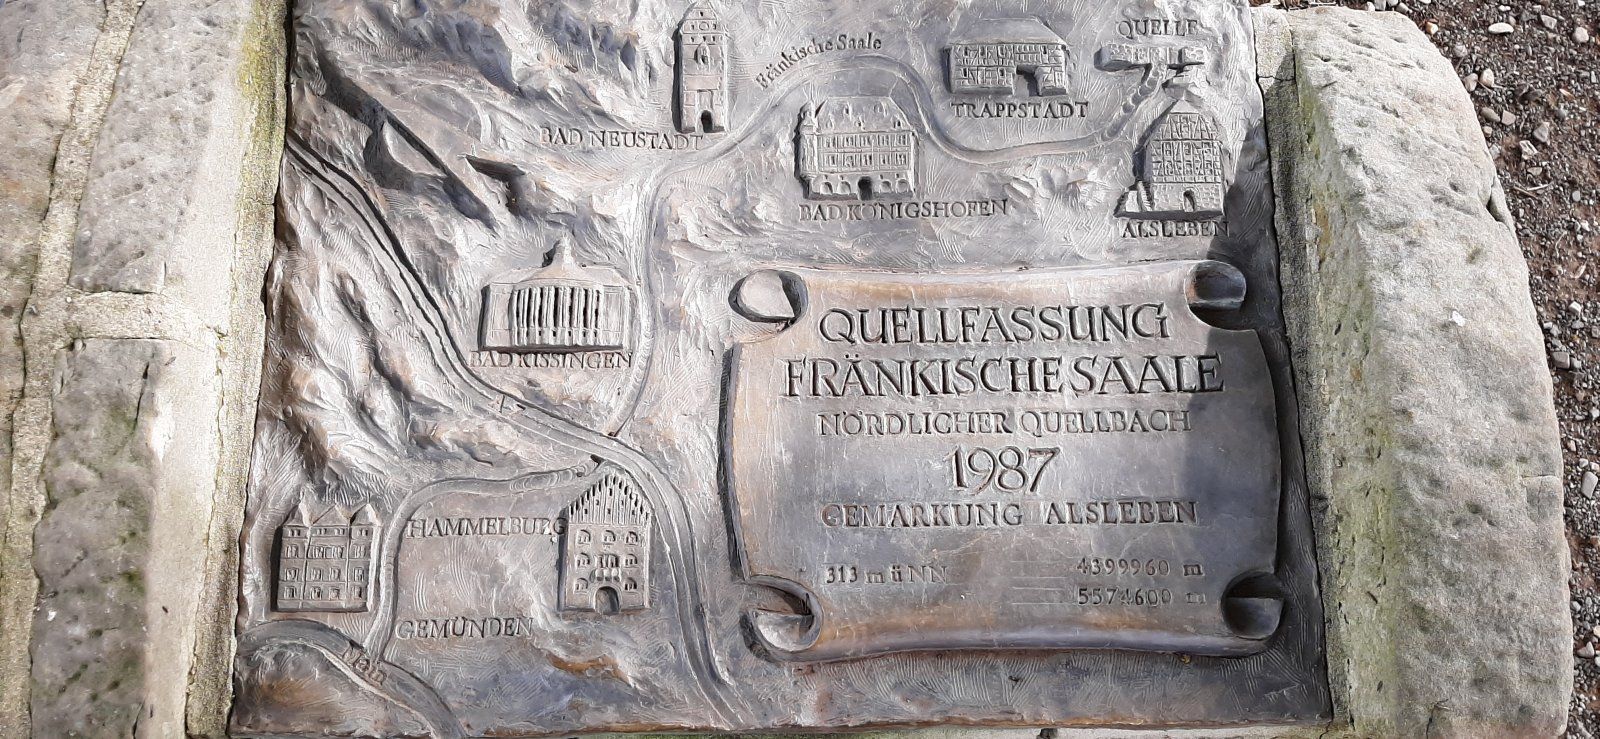 QUELLE
Fränkische Saale
TRAPPSTADT
BAD NEUSTADT
BAD KÖNIGSHOFEN
ALSLEBEN
BAD KISSINGEN
A7
HAMMELBURG
GEMÜNDEN
Main
QUELLFASSUNG
FRÄNKISCHE SAALE
NÖRDLICHER QUELLBACH
1987
GEMARKUNG ALSLEBEN
313 m ü NN 4399960 m
5574600 m